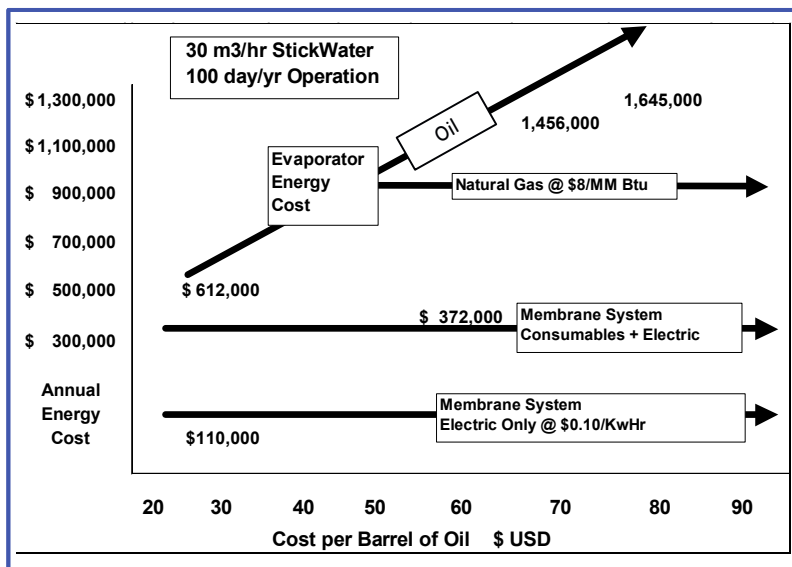 30 m3/hr StickWater
100 day/yr Operation
$ 1,300,000
$ 1,100,000
$ 900,000
$ 700,000
$ 500,000
$ 300,000
Annual
Energy
Cost
Oil
1,456,000
1,645,000
Evaporator
Energy
Cost
Natural Gas @ $8/MM Btu
$ 612,000
$ 372,000
Membrane System
Consumables + Electric
Membrane System
Electric Only @ $0.10/KwHr
$110,000
20 30 40 50 60 70 80 90
Cost per Barrel of Oil $ USD